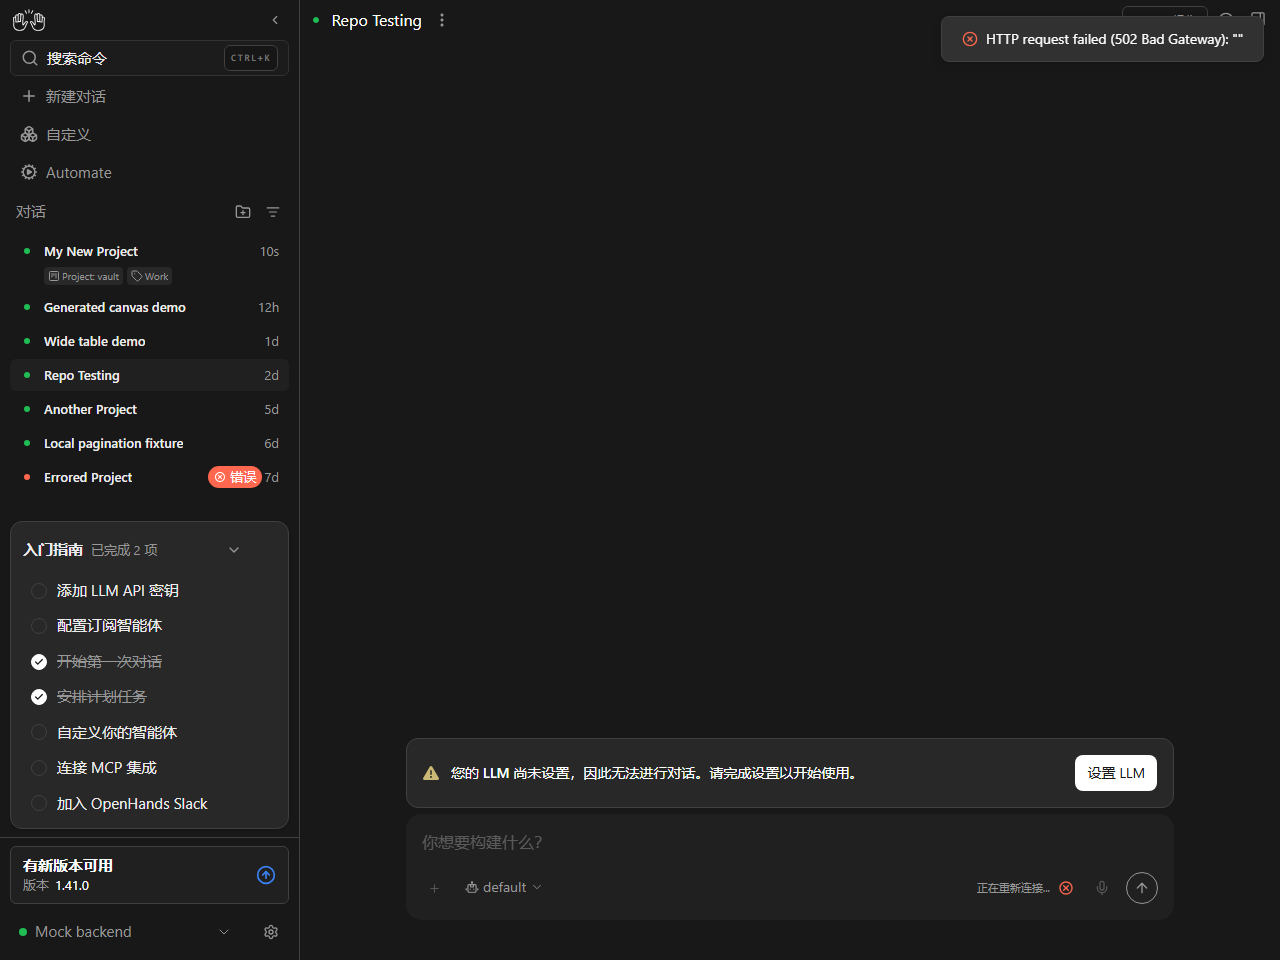 Repo Testing
HTTP request failed (502 Bad Gateway): ""
搜索命令 CTRL+K
新建对话
自定义
Automate
对话
My New Project 10s
Project: vault Work
Generated canvas demo 12h
Wide table demo 1d
Repo Testing 2d
Another Project 5d
Local pagination fixture 6d
Errored Project 错误 7d
入门指南 已完成 2 项
添加 LLM API 密钥
配置订阅智能体
开始第一次对话
安排计划任务
自定义你的智能体
连接 MCP 集成
加入 OpenHands Slack
有新版本可用
版本 1.41.0
Mock backend
您的 LLM 尚未设置，因此无法进行对话。请完成设置以开始使用。
设置 LLM
你想要构建什么?
default
正在重新连接...